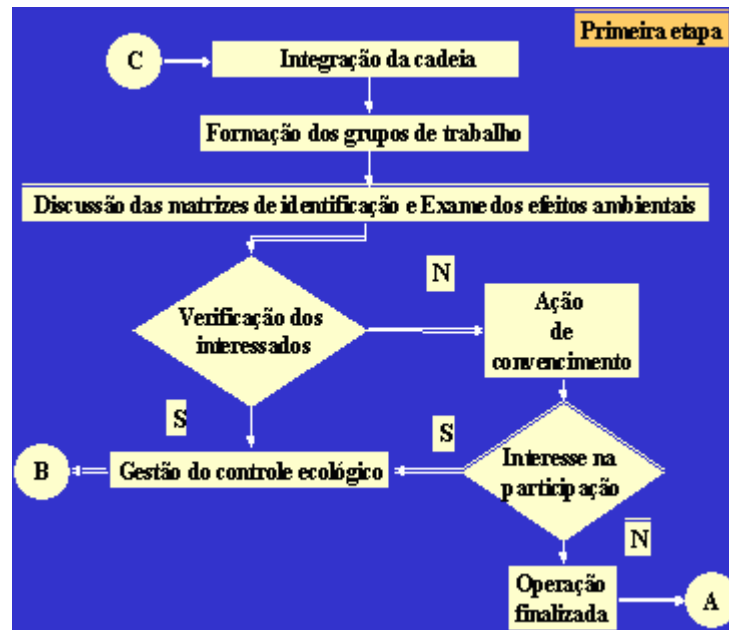 Primeira etapa
C
Integração da cadeia
Formação dos grupos de trabalho
Discussão das matrizes de identificação e Exame dos efeitos ambientais
N
Verificação dos
interessados
Ação
de
convencimento
S
S
B
Gestão do controle ecológico
Interesse na
participação
N
Operação
finalizada
A